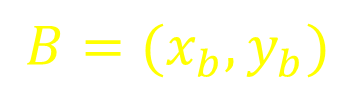 B = (x_b, y_b)